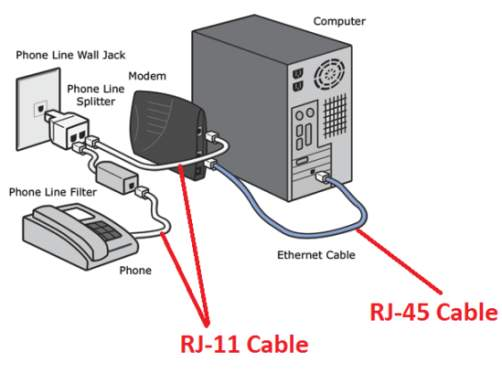 Computer
Phone Line Wall Jack
Phone Line
Splitter
Modem
Phone Line Filter
Phone
Ethernet Cable
RJ-45 Cable
RJ-11 Cable